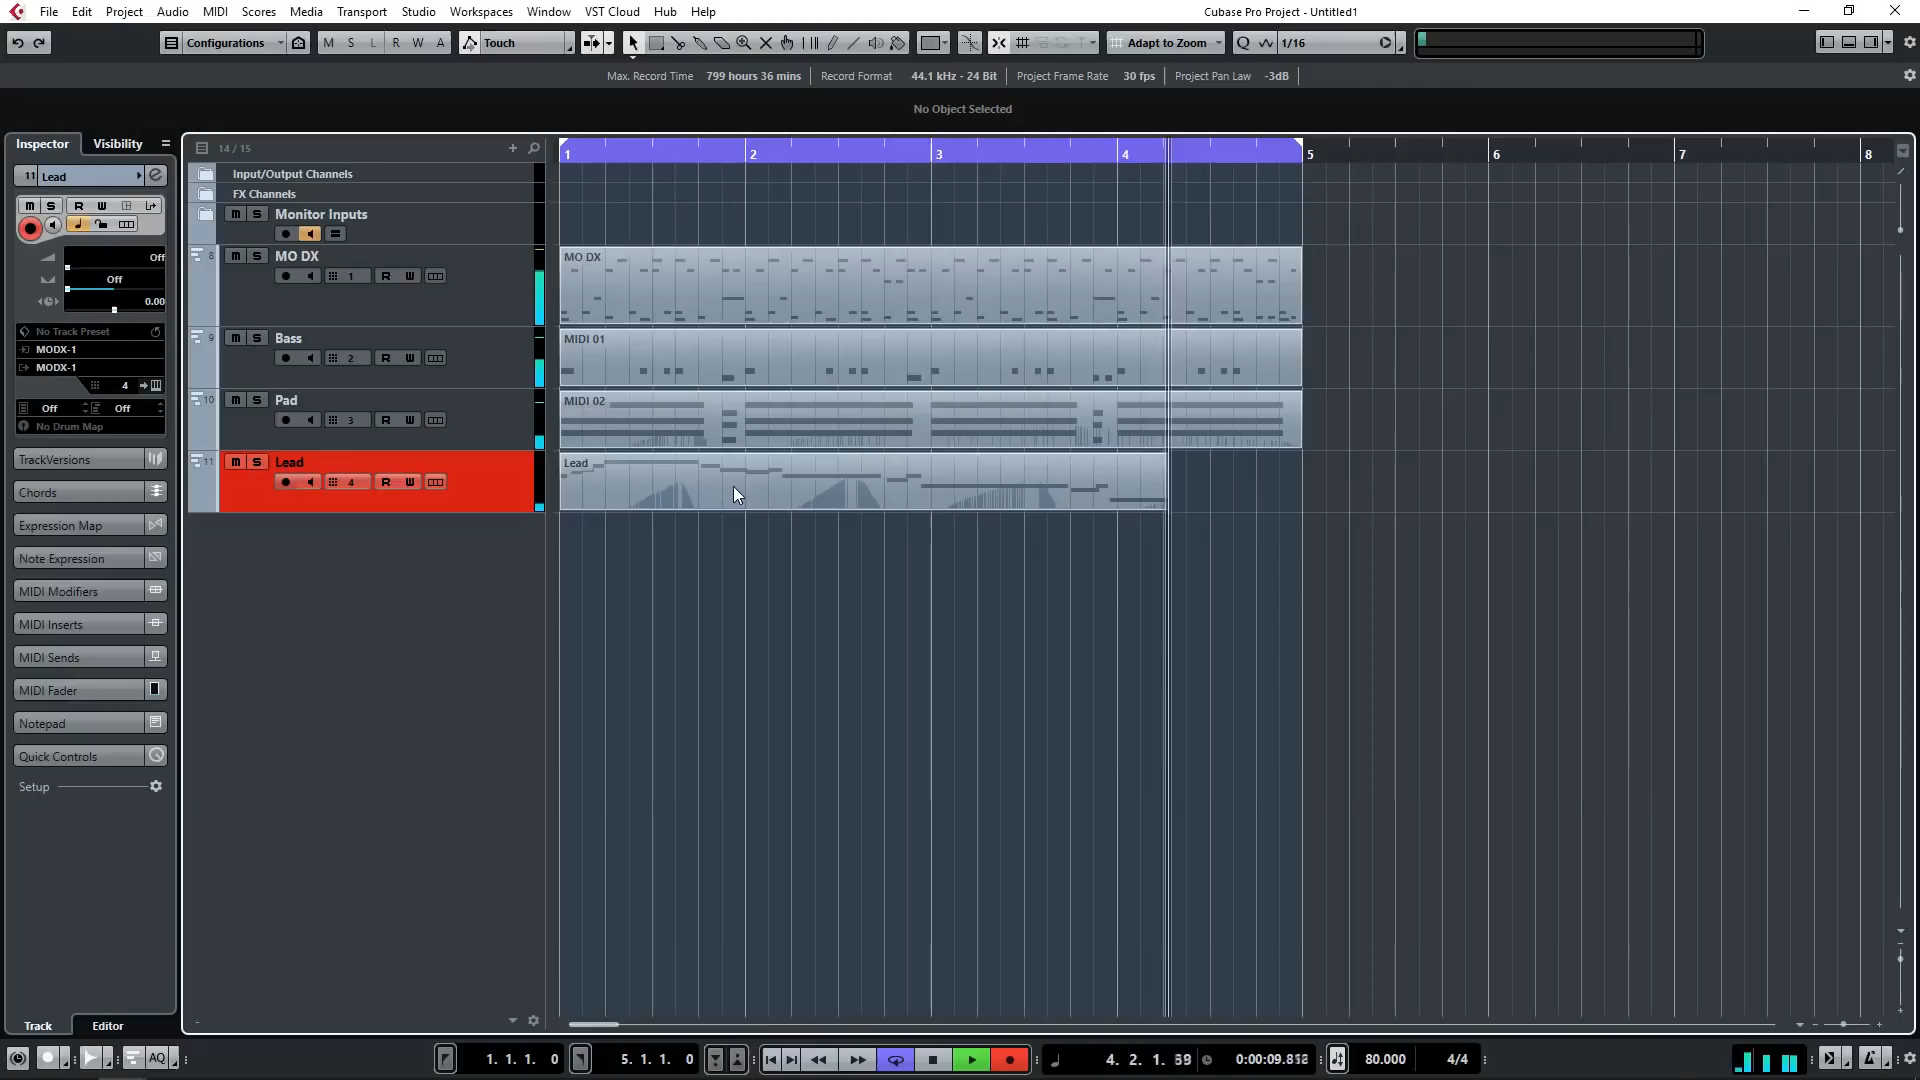 File Edit Project Audio MIDI Scores Media Transport Studio Workspaces Window VST Cloud Hub Help
Cubase Pro Project - Untitled1
Configurations M S L R W A Touch Adapt to Zoom Q 1/16
Max. Record Time 799 hours 36 mins Record Format 44.1 kHz - 24 Bit Project Frame Rate 30 fps Project Pan Law -3dB
No Object Selected
Inspector Visibility
14 / 15
1 2 3 4 5 6 7 8
11 Lead
Input/Output Channels
FX Channels
m S R W
m S Monitor Inputs
Off
Off
0.00
No Track Preset
MODX-1
MODX-1
4
Off Off
No Drum Map
8 m S MO DX
1 R W
MO DX
9 m S Bass
2 R W
MIDI 01
10 m S Pad
3 R W
MIDI 02
11 m S Lead
4 R W
Lead
TrackVersions
Chords
Expression Map
Note Expression
MIDI Modifiers
MIDI Inserts
MIDI Sends
MIDI Fader
Notepad
Quick Controls
Setup
Track Editor
AQ
1. 1. 1. 0
5. 1. 1. 0
4. 2. 1. 39
80.000
4/4